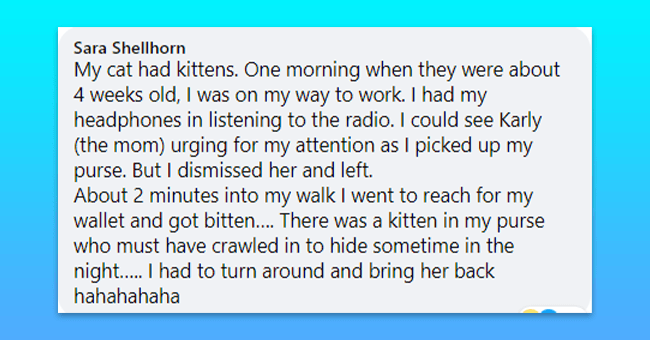 Sara Shellhorn
My cat had kittens. One morning when they were about
4 weeks old, I was on my way to work. I had my
headphones in listening to the radio. I could see Karly
(the mom) urging for my attention as I picked up my
purse. But I dismissed her and left.
About 2 minutes into my walk I went to reach for my
wallet and got bitten.... There was a kitten in my purse
who must have crawled in to hide sometime in the
night..... I had to turn around and bring her back
hahahahaha